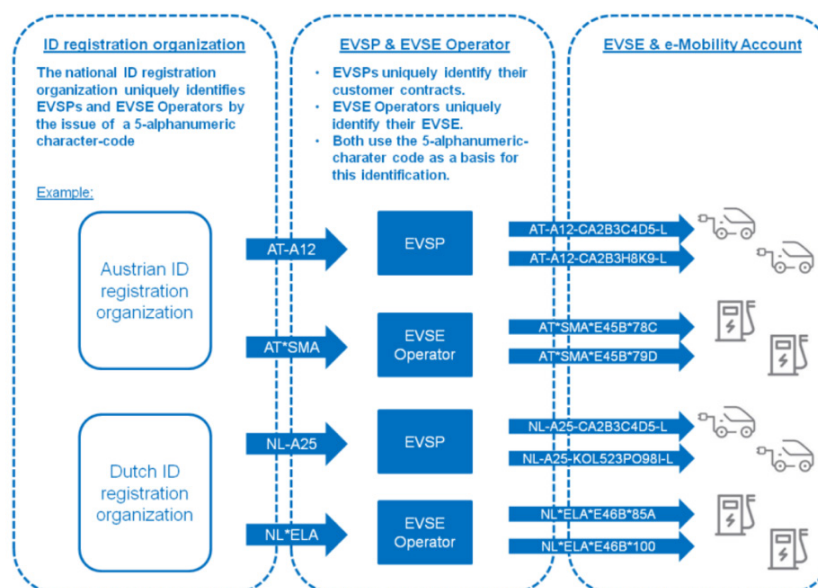 ID registration organization
The national ID registration
organization uniquely identifies
EVSPs and EVSE Operators by
the issue of a 5-alphanumeric
character-code
Example:
EVSP & EVSE Operator
• EVSPs uniquely identify their
customer contracts.
• EVSE Operators uniquely
identify their EVSE.
• Both use the 5-alphanumeric-
charater code as a basis for
this identification.
EVSE & e-Mobility Account
Austrian ID
registration
organization
AT-A12
EVSP
AT-A12-CA2B3C4D5-L
AT-A12-CA2B3H8K9-L
AT*SMA
EVSE
Operator
AT*SMA*E45B*78C
AT*SMA*E45B*79D
Dutch ID
registration
organization
NL-A25
EVSP
NL-A25-CA2B3C4D5-L
NL-A25-KOL523PO98I-L
NL*ELA
EVSE
Operator
NL*ELA*E46B*85A
NL*ELA*E46B*100